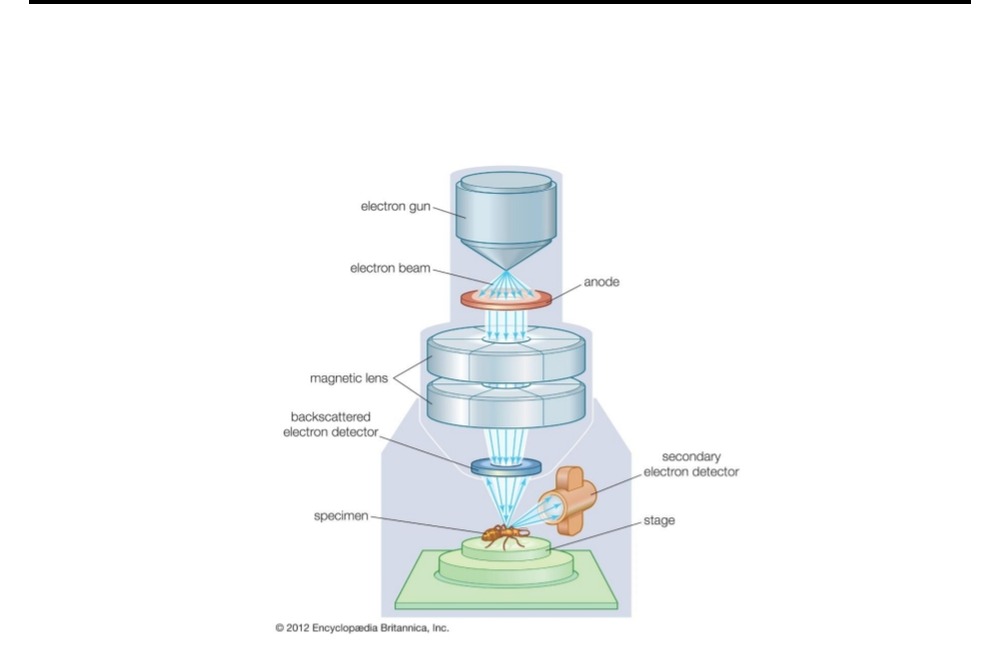 electron gun
electron beam
anode
magnetic lens
backscattered
electron detector
secondary
electron detector
specimen
stage
© 2012 Encyclopædia Britannica, Inc.